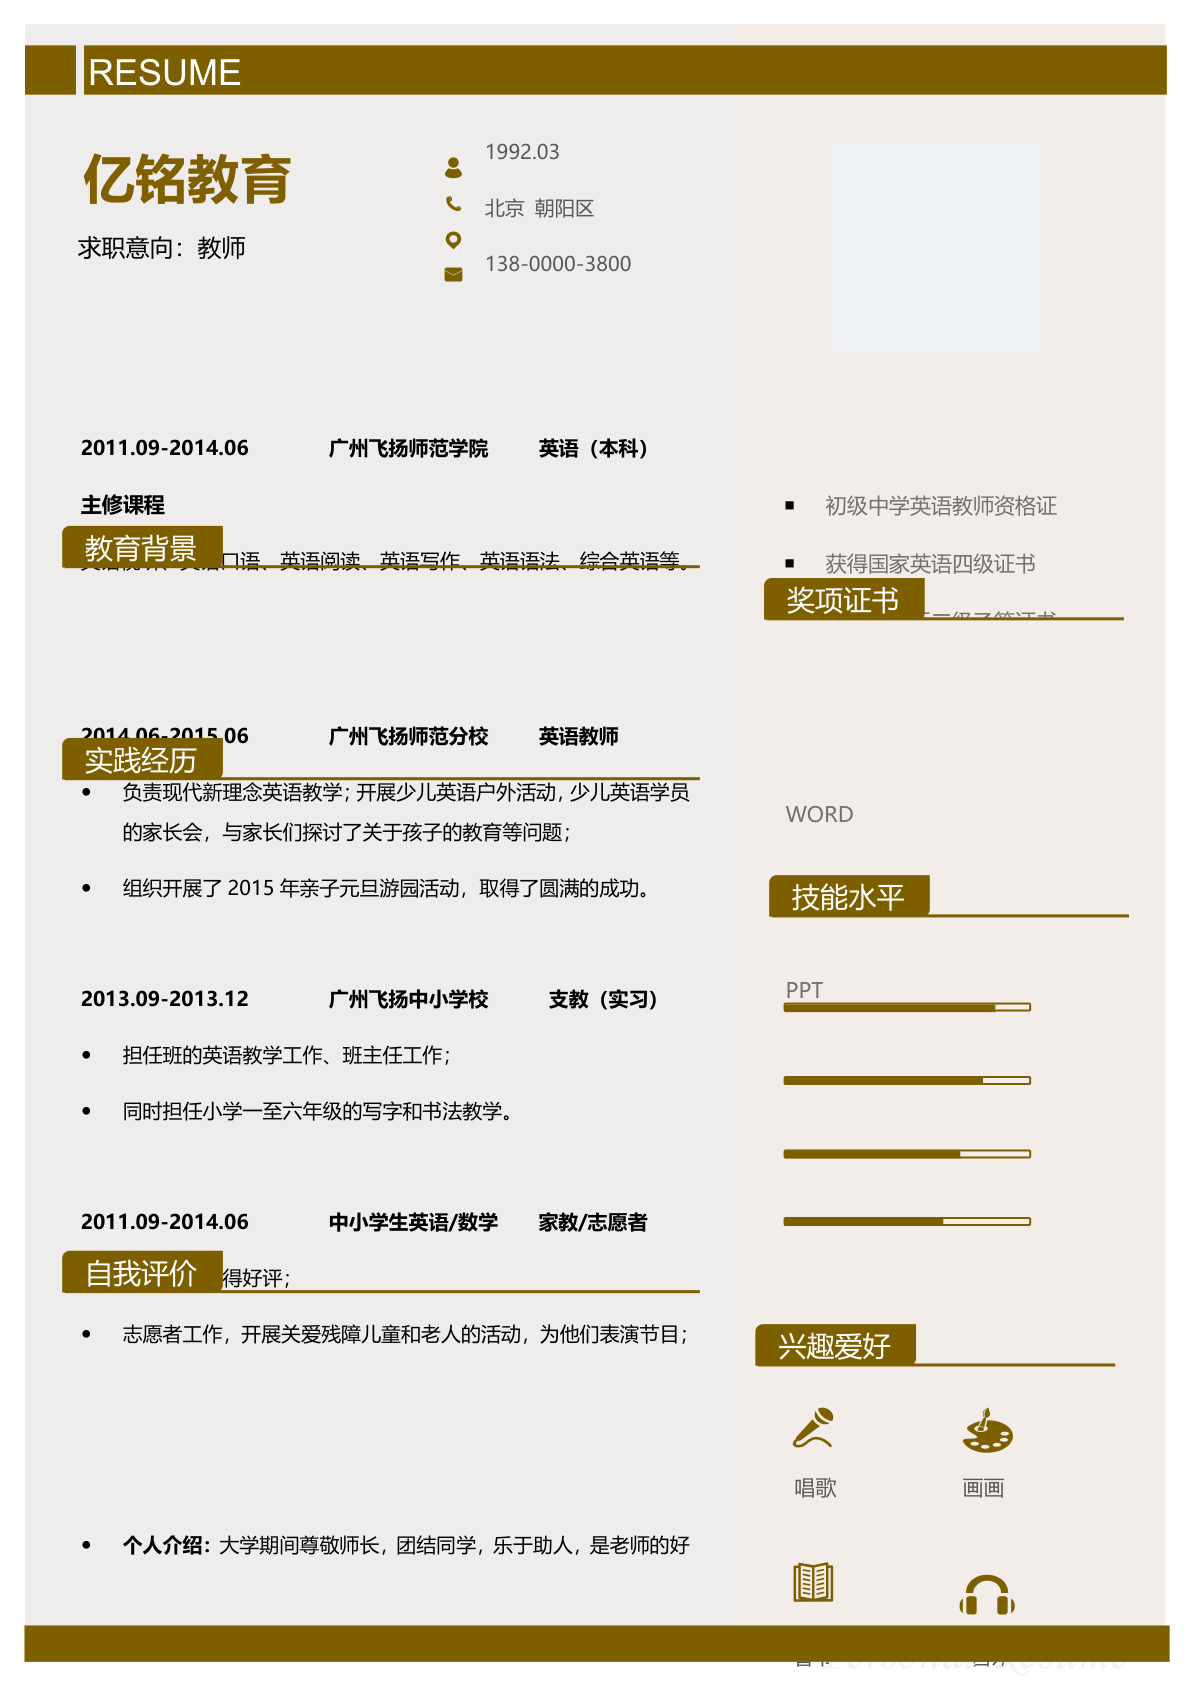 RESUME
亿铭教育
求职意向：教师
1992.03
北京 朝阳区
138-0000-3800
2011.09-2014.06 广州飞扬师范学院 英语（本科）
主修课程
教育背景
口语、英语阅读、英语写作、英语语法、综合英语等。
2014.06-2015.06 广州飞扬师范分校 英语教师
实践经历
负责现代新理念英语教学；开展少儿英语户外活动，少儿英语学员
的家长会，与家长们探讨了关于孩子的教育等问题；
组织开展了 2015 年亲子元旦游园活动，取得了圆满的成功。
2013.09-2013.12 广州飞扬中小学校 支教（实习）
担任班的英语教学工作、班主任工作；
同时担任小学一至六年级的写字和书法教学。
2011.09-2014.06 中小学生英语/数学 家教/志愿者
自我评价
得好评；
志愿者工作，开展关爱残障儿童和老人的活动，为他们表演节目；
个人介绍：大学期间尊敬师长，团结同学，乐于助人，是老师的好
初级中学英语教师资格证
获得国家英语四级证书
奖项证书
WORD
技能水平
PPT
兴趣爱好
唱歌
画画